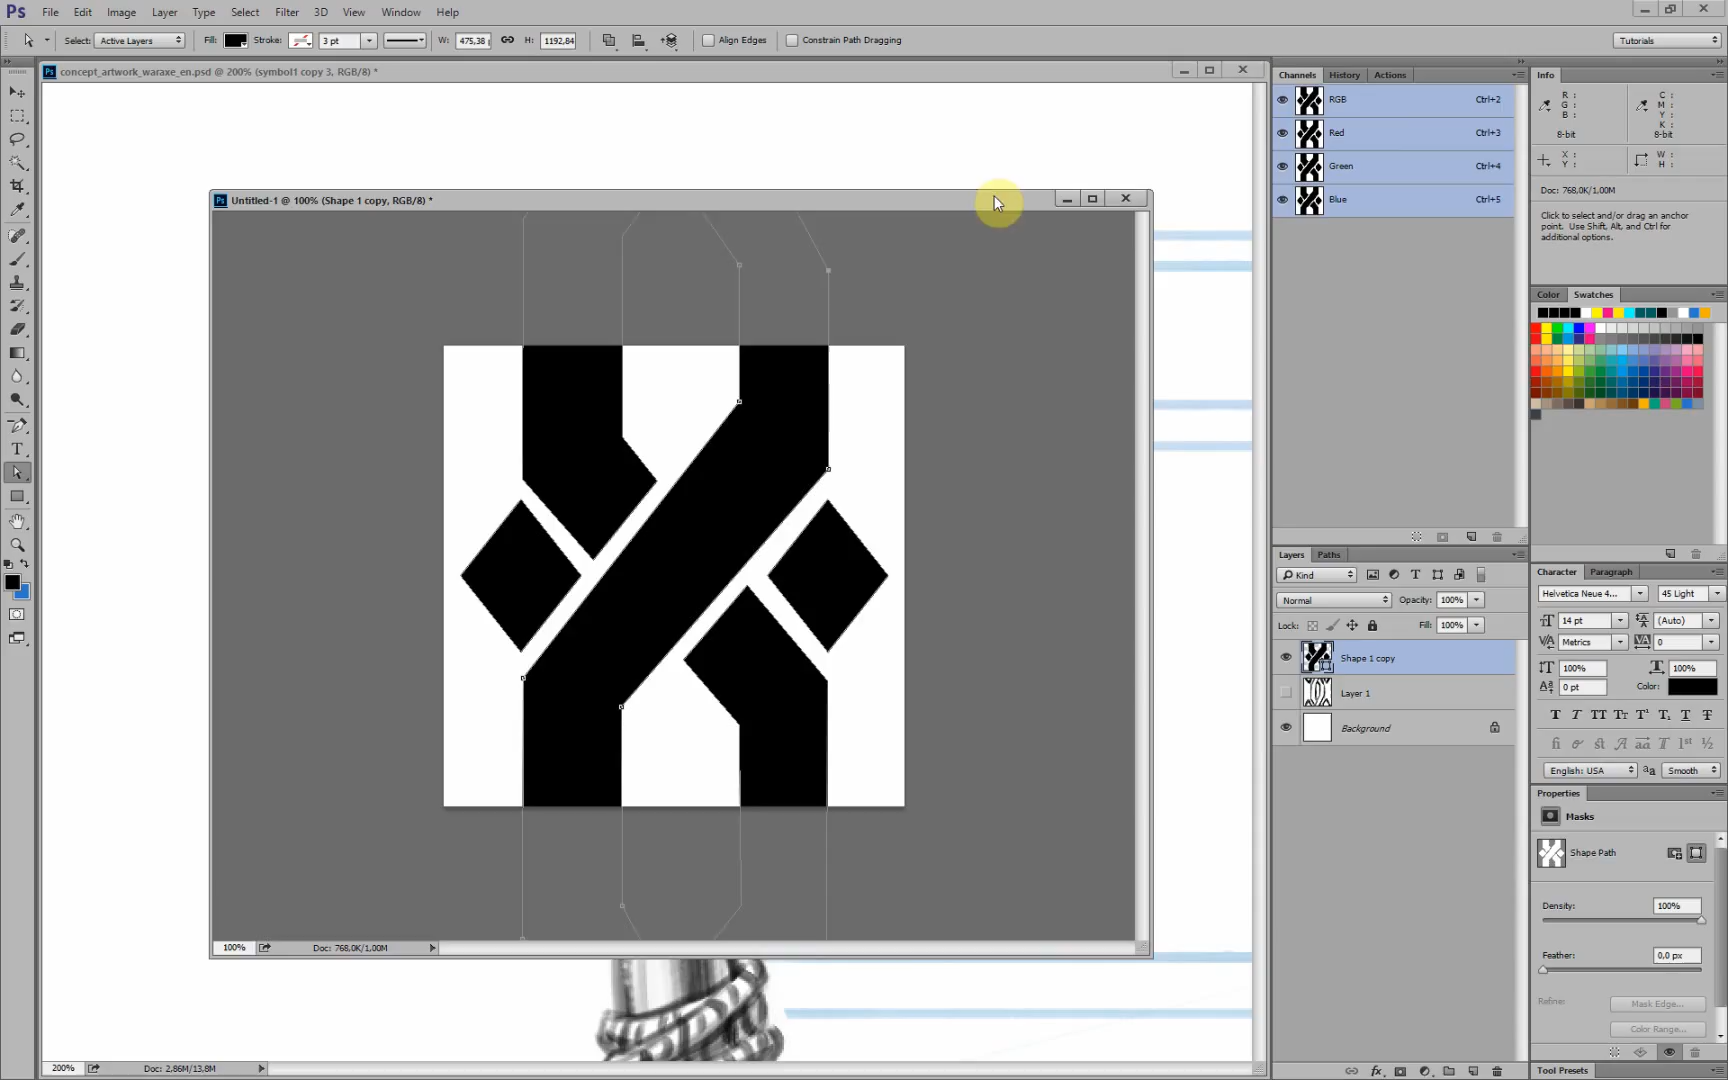 Ps File Edit Image Layer Type Select Filter 3D View Window Help
Select: Active Layers Fill: Stroke: 3 pt W: 475,38 H: 1192,84 Align Edges Constrain Path Dragging Tutorials
concept_artwork_waraxe_en.psd @ 200% (symbol1 copy 3, RGB/8) *
Untitled-1 @ 100% (Shape 1 copy, RGB/8) *
100% Doc: 768,0K/1,00M
200% Doc: 2,86M/13,8M
Channels History Actions
RGB Ctrl+2
Red Ctrl+3
Green Ctrl+4
Blue Ctrl+5
Layers Paths
Kind
Normal Opacity: 100%
Lock: Fill: 100%
Shape 1 copy
Layer 1
Background
fx
Info
R : C :
G : M :
B : Y :
K :
8-bit 8-bit
X : W :
Y : H :
Doc: 768,0K/1,00M
Click to select and/or drag an anchor
point. Use Shift, Alt, and Ctrl for
additional options.
Color Swatches
Character Paragraph
Helvetica Neue 4... 45 Light
14 pt (Auto)
Metrics 0
100% 100%
0 pt Color:
English: USA aa Smooth
Properties
Masks
Shape Path
Density: 100%
Feather: 0,0 px
Refine: Mask Edge...
Color Range...
Tool Presets